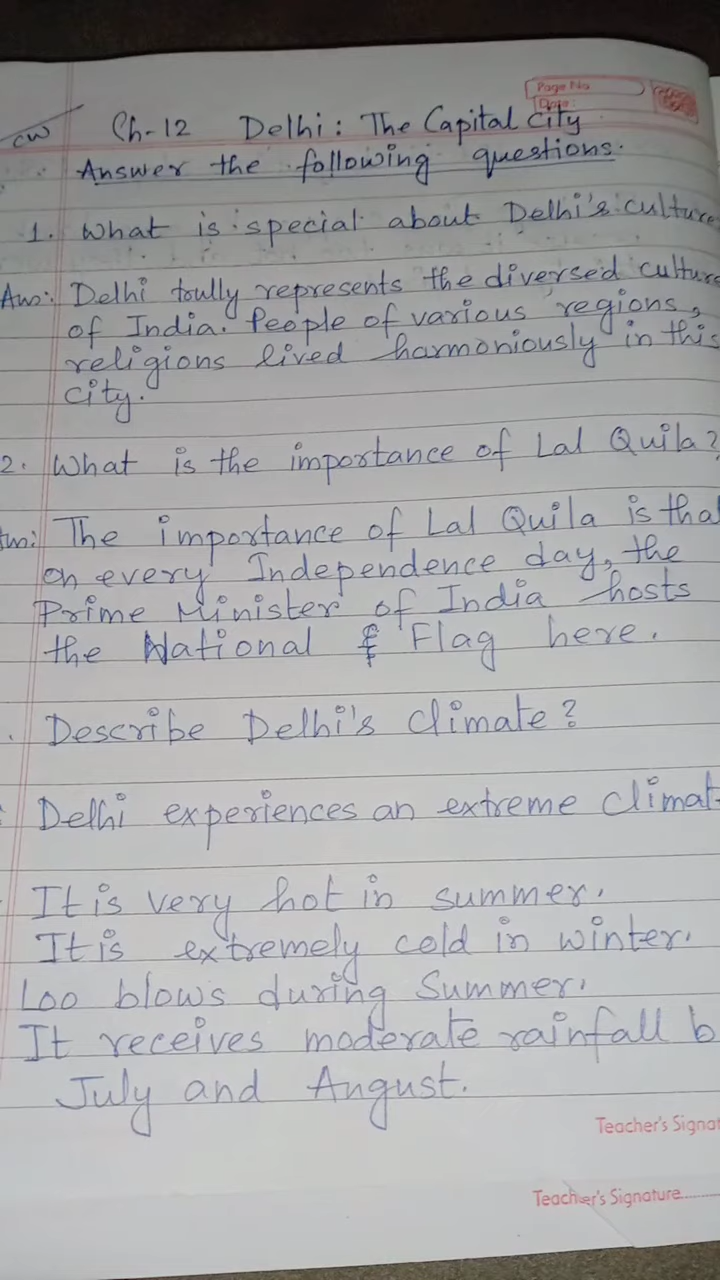 Page No
Date:
cw Ch-12 Delhi: The Capital City
Answer the following questions.
1. What is special about Delhi's culture
Ans: Delhi trully represents the diversed culture
of India. People of various regions,
religions lived harmoniously in this
city.
2. What is the importance of Lal Quila?
Ans: The importance of Lal Quila is that
on every Independence day, the
Prime Minister of India hosts
the National Flag here.
. Describe Delhi's climate?
: Delhi experiences an extreme climat
It is very hot in summer.
It is extremely cold in winter.
Loo blows during Summer.
It receives moderate rainfall b
July and August.
Teacher's Signat
Teacher's Signature